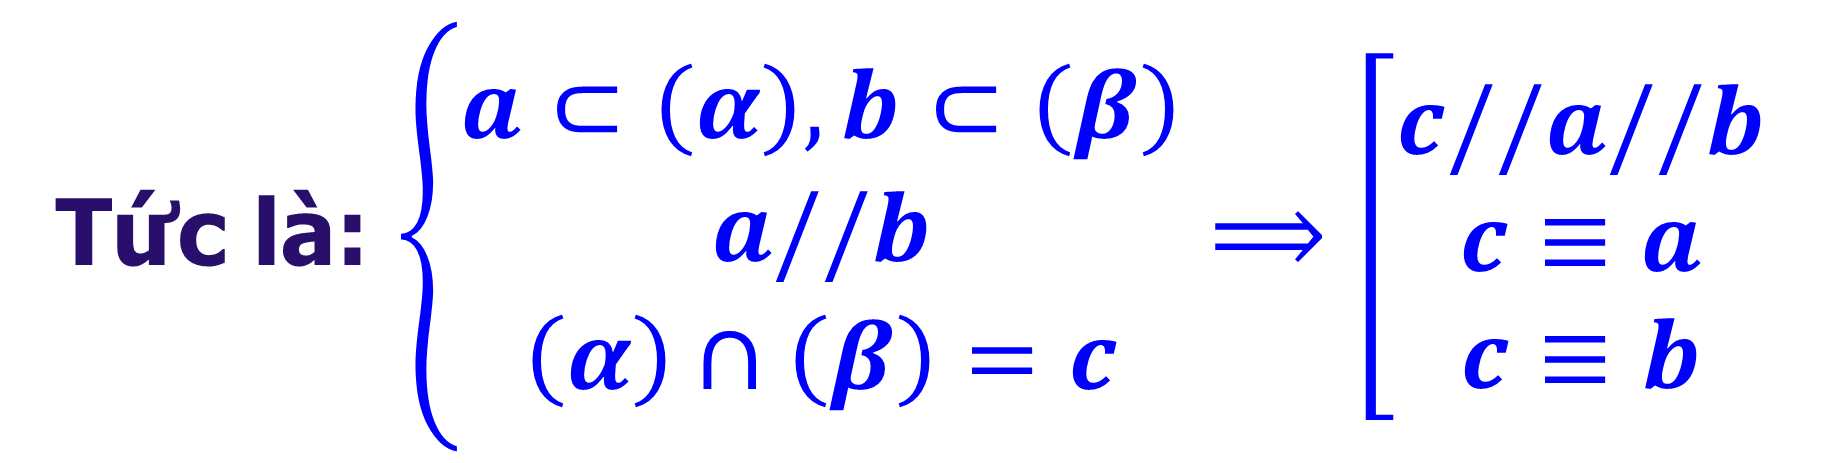 a ⊂ (α), b ⊂ (β)
c//a//b
Tức là:
a//b
⟹
c ≡ a
(α) ∩ (β) = c
c ≡ b